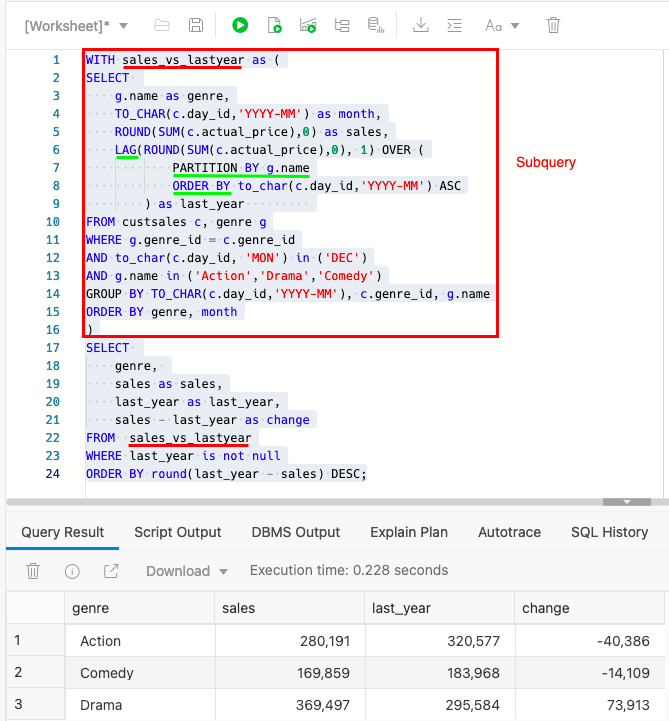 [Worksheet]* Aa
1 WITH sales_vs_lastyear as (
2 SELECT
3 g.name as genre,
4 TO_CHAR(c.day_id,'YYYY-MM') as month,
5 ROUND(SUM(c.actual_price),0) as sales,
6 LAG(ROUND(SUM(c.actual_price),0), 1) OVER (
7 PARTITION BY g.name
Subquery
8 ORDER BY to_char(c.day_id,'YYYY-MM') ASC
9 ) as last_year
10 FROM custsales c, genre g
11 WHERE g.genre_id = c.genre_id
12 AND to_char(c.day_id, 'MON') in ('DEC')
13 AND g.name in ('Action','Drama','Comedy')
14 GROUP BY TO_CHAR(c.day_id,'YYYY-MM'), c.genre_id, g.name
15 ORDER BY genre, month
16 )
17 SELECT
18 genre,
19 sales as sales,
20 last_year as last_year,
21 sales - last_year as change
22 FROM sales_vs_lastyear
23 WHERE last_year is not null
24 ORDER BY round(last_year - sales) DESC;
Query Result Script Output DBMS Output Explain Plan Autotrace SQL History
Download Execution time: 0.228 seconds
genre sales last_year change
1 Action 280,191 320,577 -40,386
2 Comedy 169,859 183,968 -14,109
3 Drama 369,497 295,584 73,913